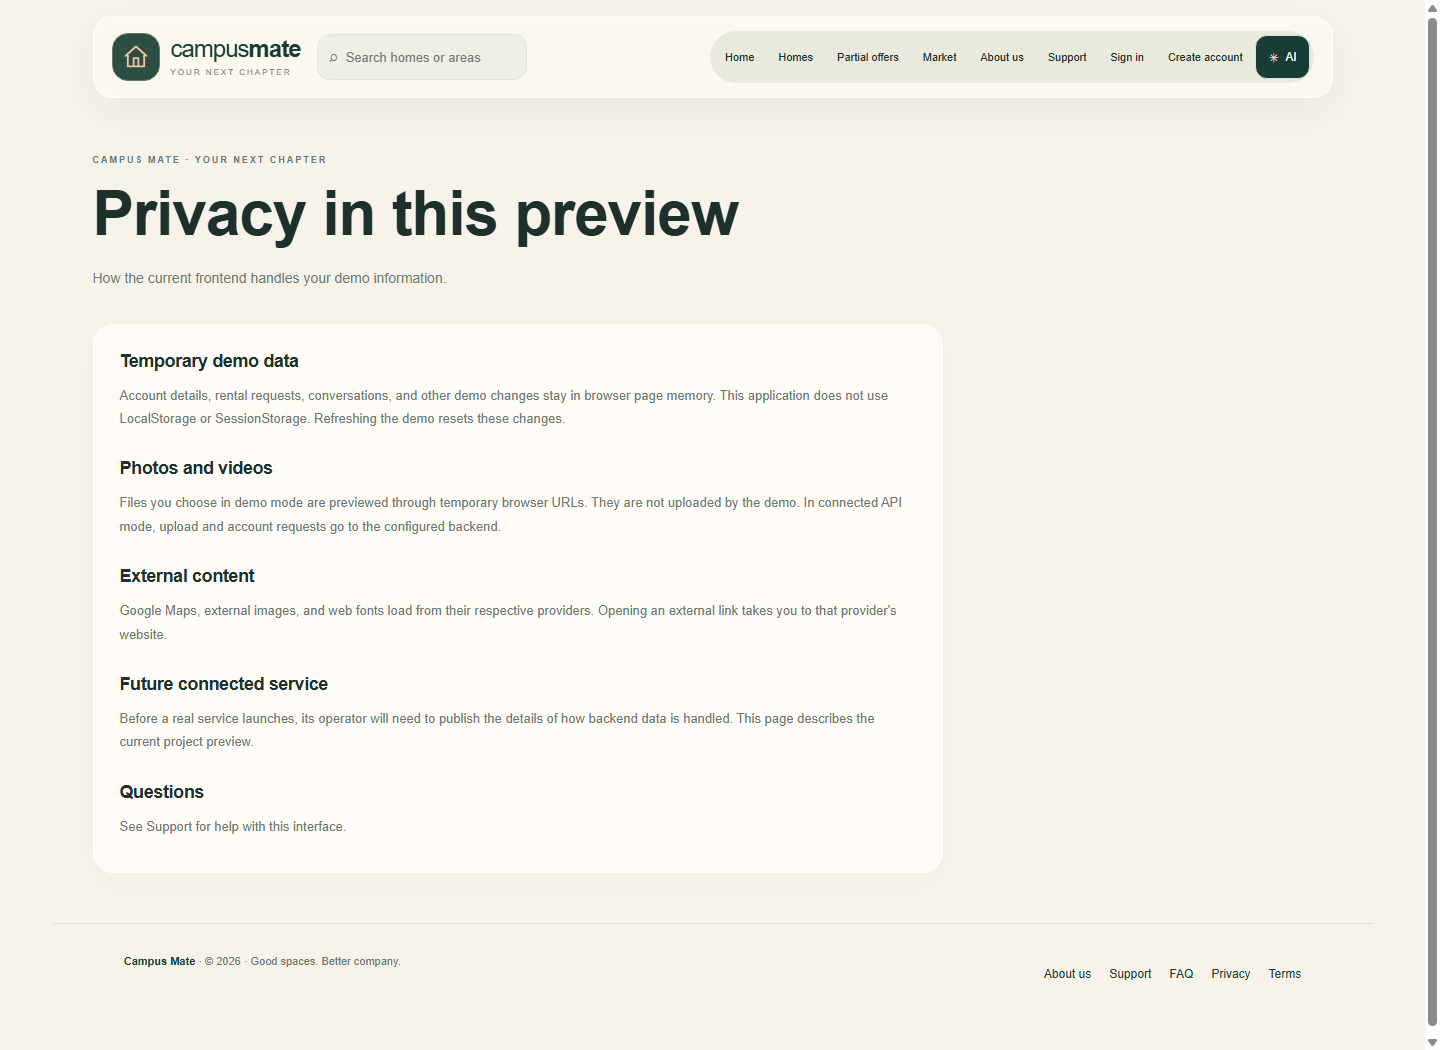 campusmate
YOUR NEXT CHAPTER
Search homes or areas
Home
Homes
Partial offers
Market
About us
Support
Sign in
Create account
AI
CAMPUS MATE · YOUR NEXT CHAPTER
Privacy in this preview
How the current frontend handles your demo information.
Temporary demo data
Account details, rental requests, conversations, and other demo changes stay in browser page memory. This application does not use
LocalStorage or SessionStorage. Refreshing the demo resets these changes.
Photos and videos
Files you choose in demo mode are previewed through temporary browser URLs. They are not uploaded by the demo. In connected API
mode, upload and account requests go to the configured backend.
External content
Google Maps, external images, and web fonts load from their respective providers. Opening an external link takes you to that provider's
website.
Future connected service
Before a real service launches, its operator will need to publish the details of how backend data is handled. This page describes the
current project preview.
Questions
See Support for help with this interface.
Campus Mate · © 2026 · Good spaces. Better company.
About us
Support
FAQ
Privacy
Terms